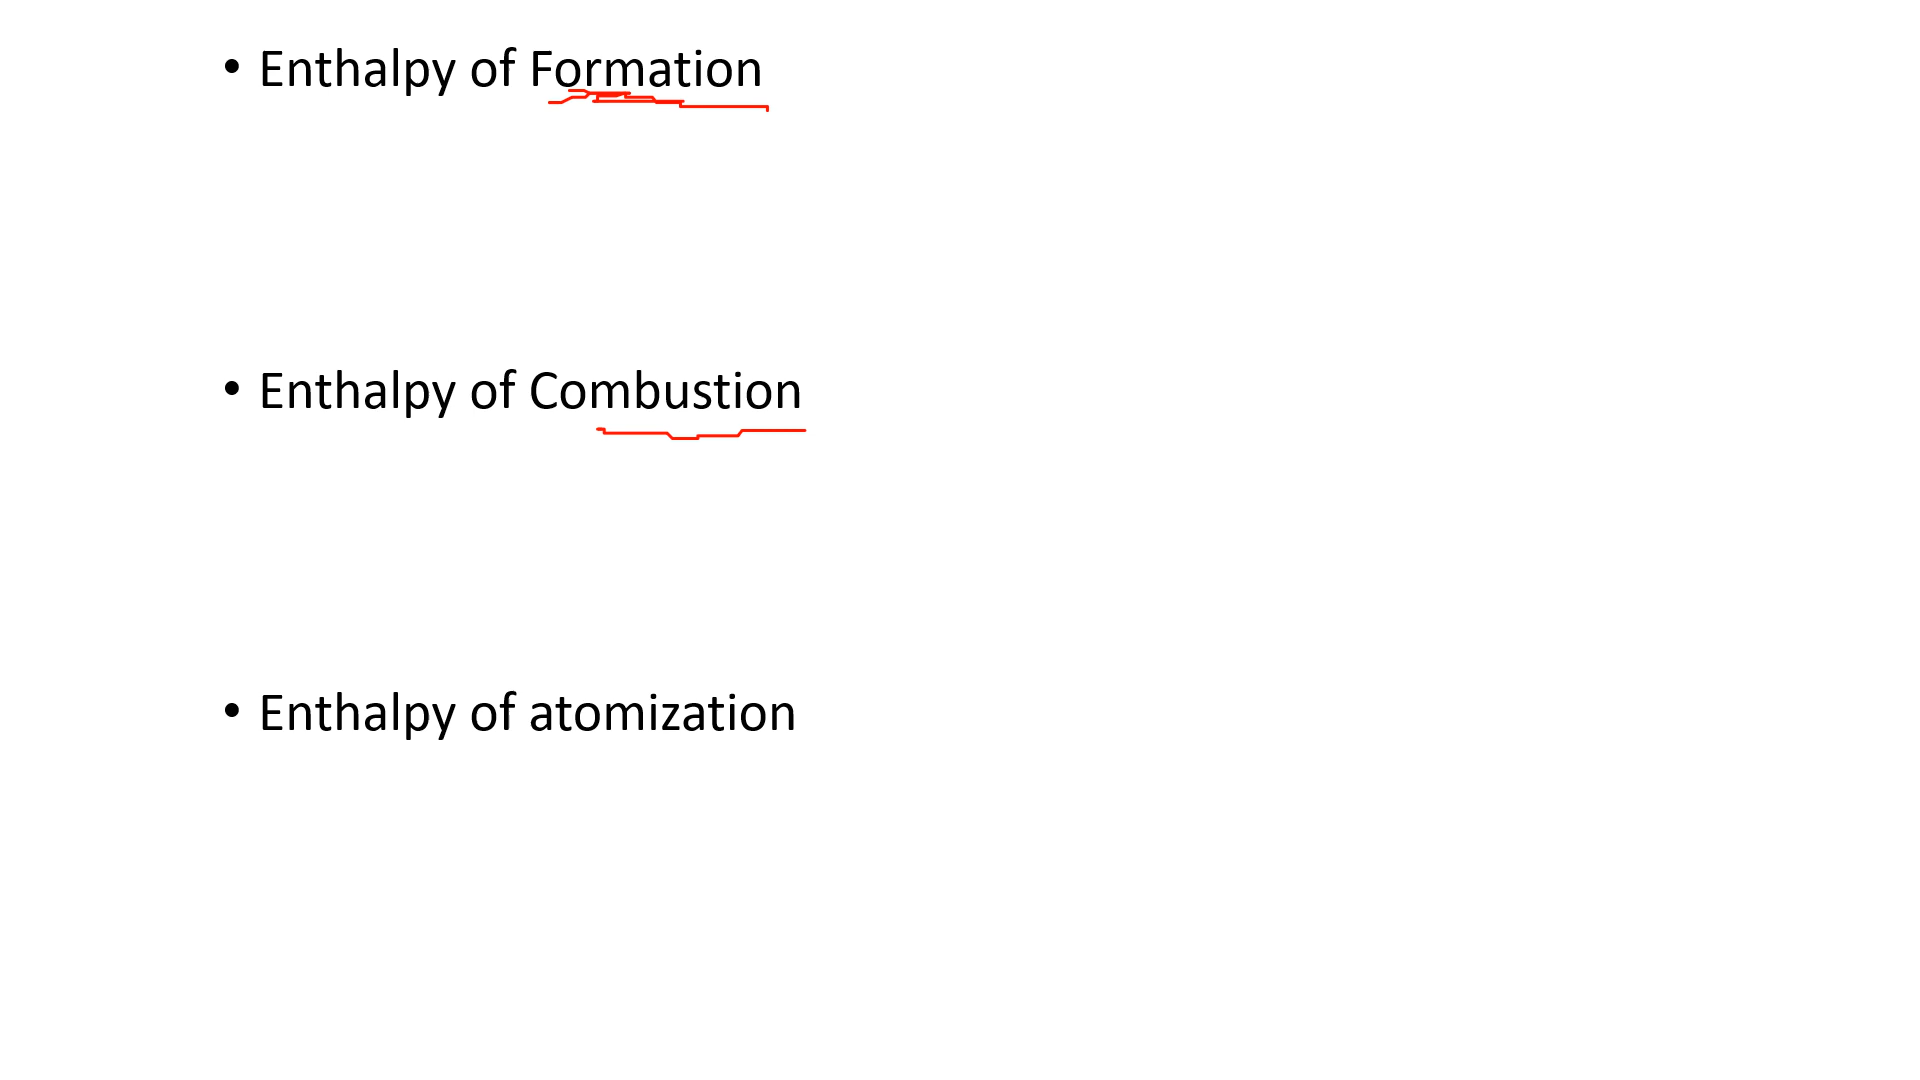 • Enthalpy of Formation
• Enthalpy of Combustion
• Enthalpy of atomization